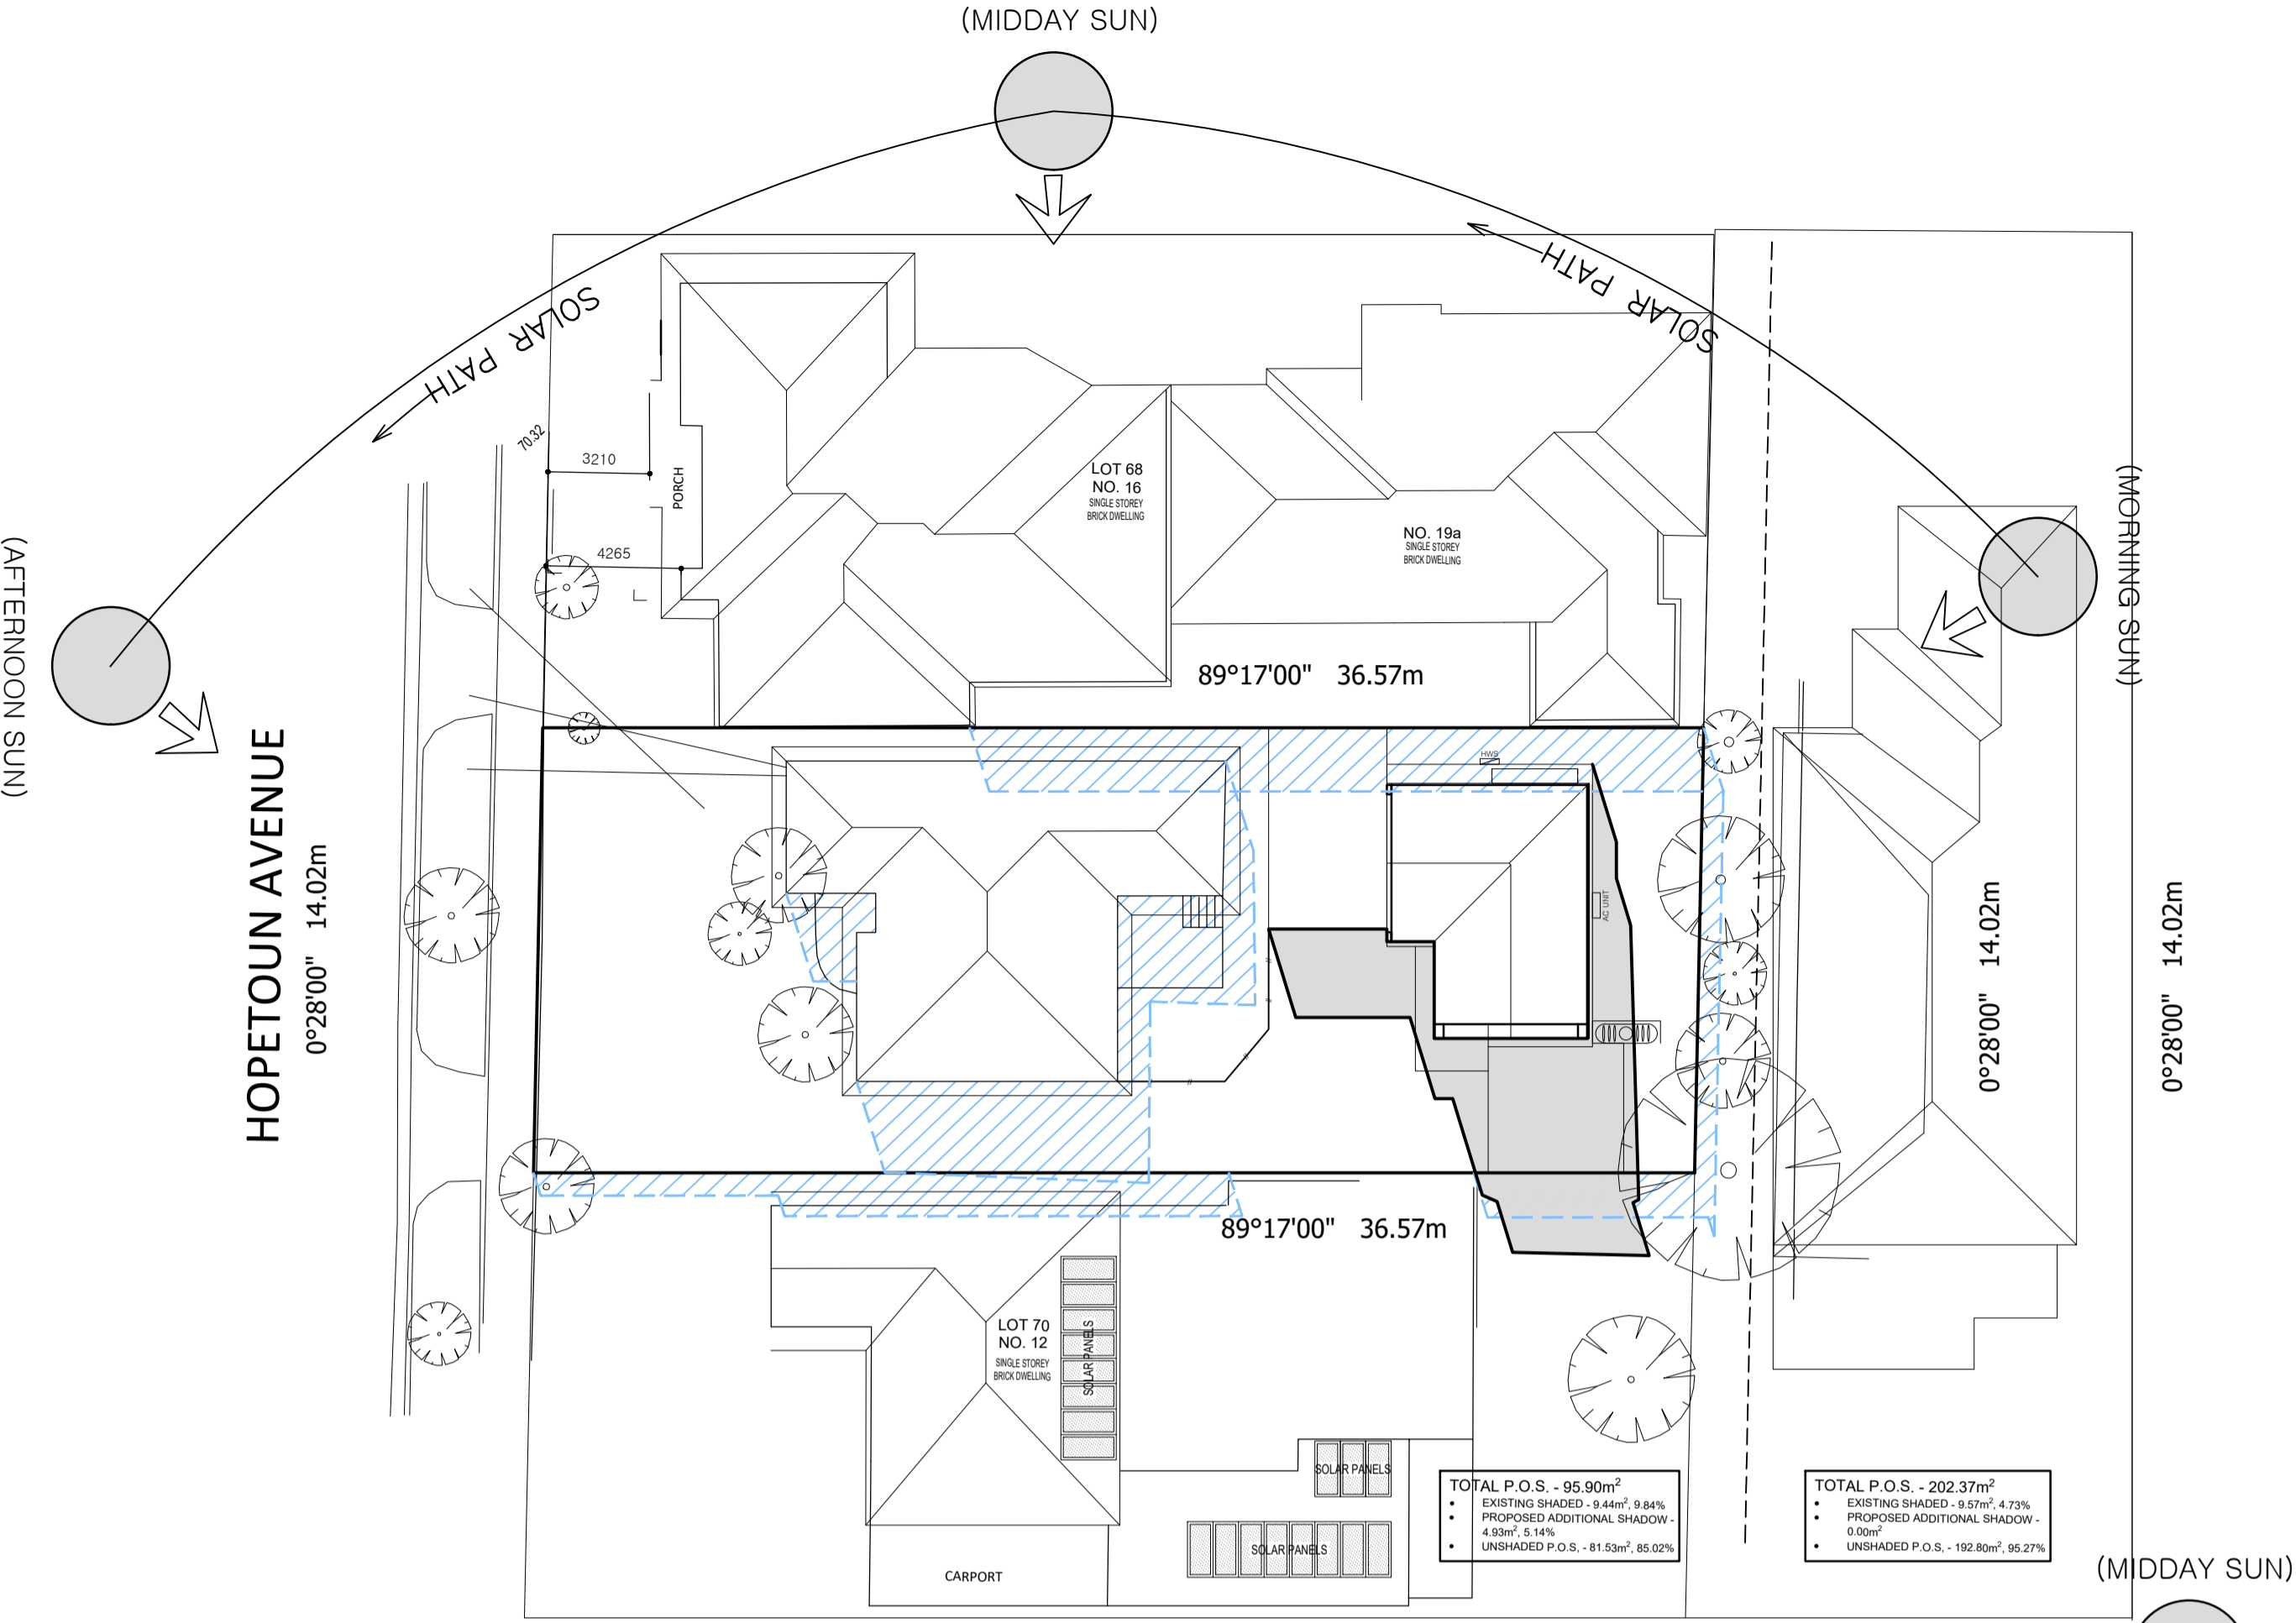 (MIDDAY SUN)
SOLAR PATH
SOLAR PATH
(AFTERNOON SUN)
(MORNING SUN)
70.32
3210
4265
PORCH
LOT 68
NO. 16
SINGLE STOREY
BRICK DWELLING
NO. 19a
SINGLE STOREY
BRICK DWELLING
89°17'00" 36.57m
HWS
AC UNIT
HOPETOUN AVENUE
0°28'00" 14.02m
0°28'00" 14.02m
0°28'00" 14.02m
89°17'00" 36.57m
LOT 70
NO. 12
SINGLE STOREY
BRICK DWELLING
SOLAR PANELS
SOLAR PANELS
SOLAR PANELS
CARPORT
TOTAL P.O.S. - 95.90m²
• EXISTING SHADED - 9.44m², 9.84%
• PROPOSED ADDITIONAL SHADOW -
4.93m², 5.14%
• UNSHADED P.O.S, - 81.53m², 85.02%
TOTAL P.O.S. - 202.37m²
• EXISTING SHADED - 9.57m², 4.73%
• PROPOSED ADDITIONAL SHADOW -
0.00m²
• UNSHADED P.O.S, - 192.80m², 95.27%
(MIDDAY SUN)